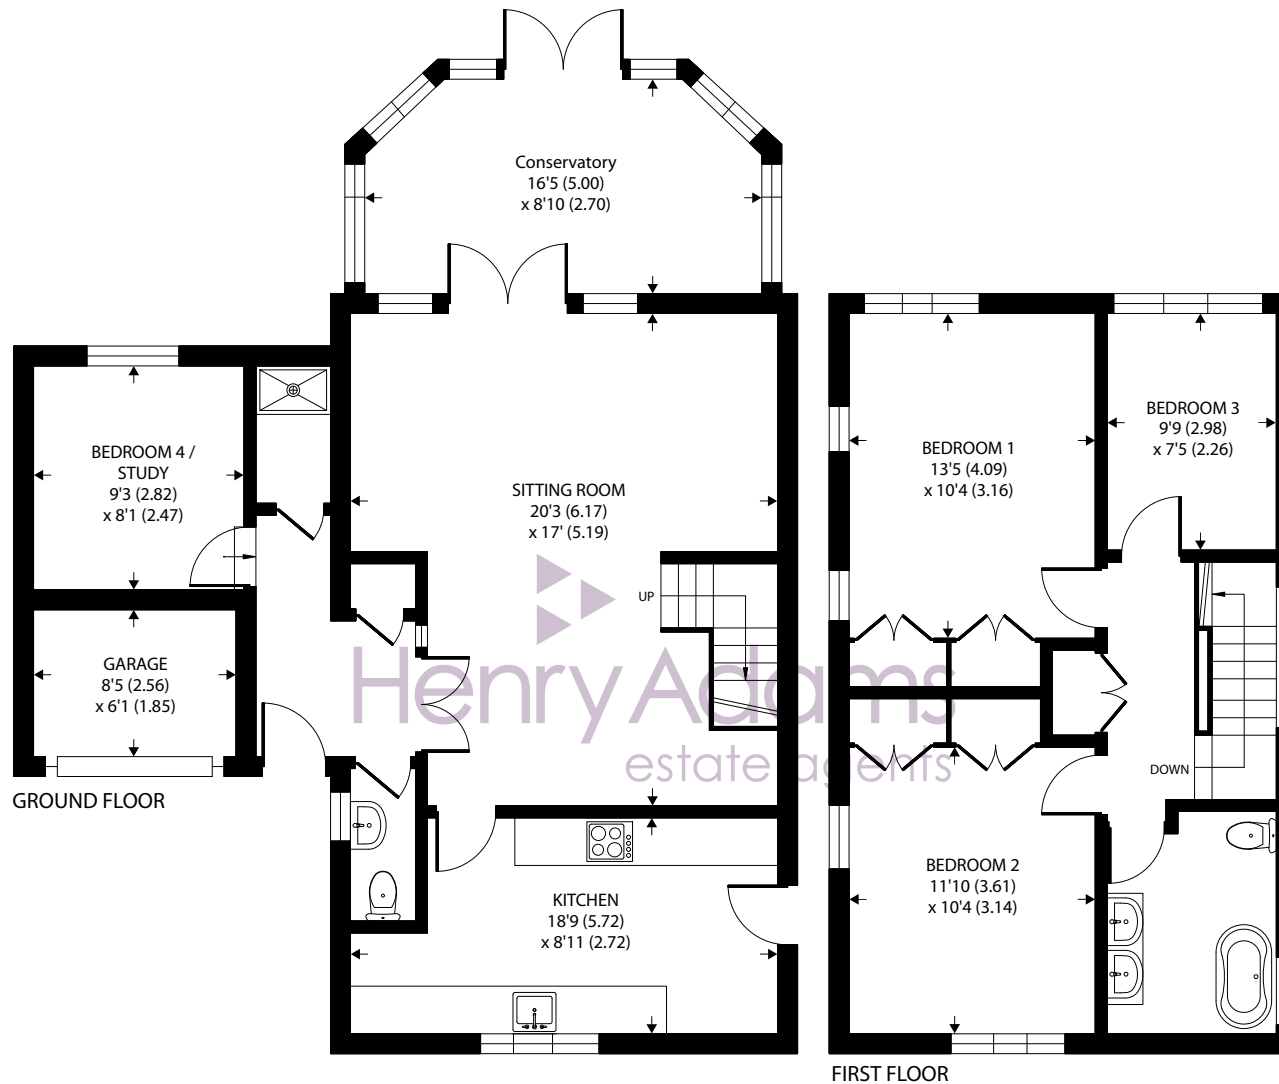 Conservatory
16'5 (5.00)
x 8'10 (2.70)
BEDROOM 4 /
STUDY
9'3 (2.82)
x 8'1 (2.47)
SITTING ROOM
20'3 (6.17)
x 17' (5.19)
BEDROOM 1
13'5 (4.09)
x 10'4 (3.16)
BEDROOM 3
9'9 (2.98)
x 7'5 (2.26)
UP
GARAGE
8'5 (2.56)
x 6'1 (1.85)
Henry Adams
estate agents
DOWN
GROUND FLOOR
KITCHEN
18'9 (5.72)
x 8'11 (2.72)
BEDROOM 2
11'10 (3.61)
x 10'4 (3.14)
FIRST FLOOR